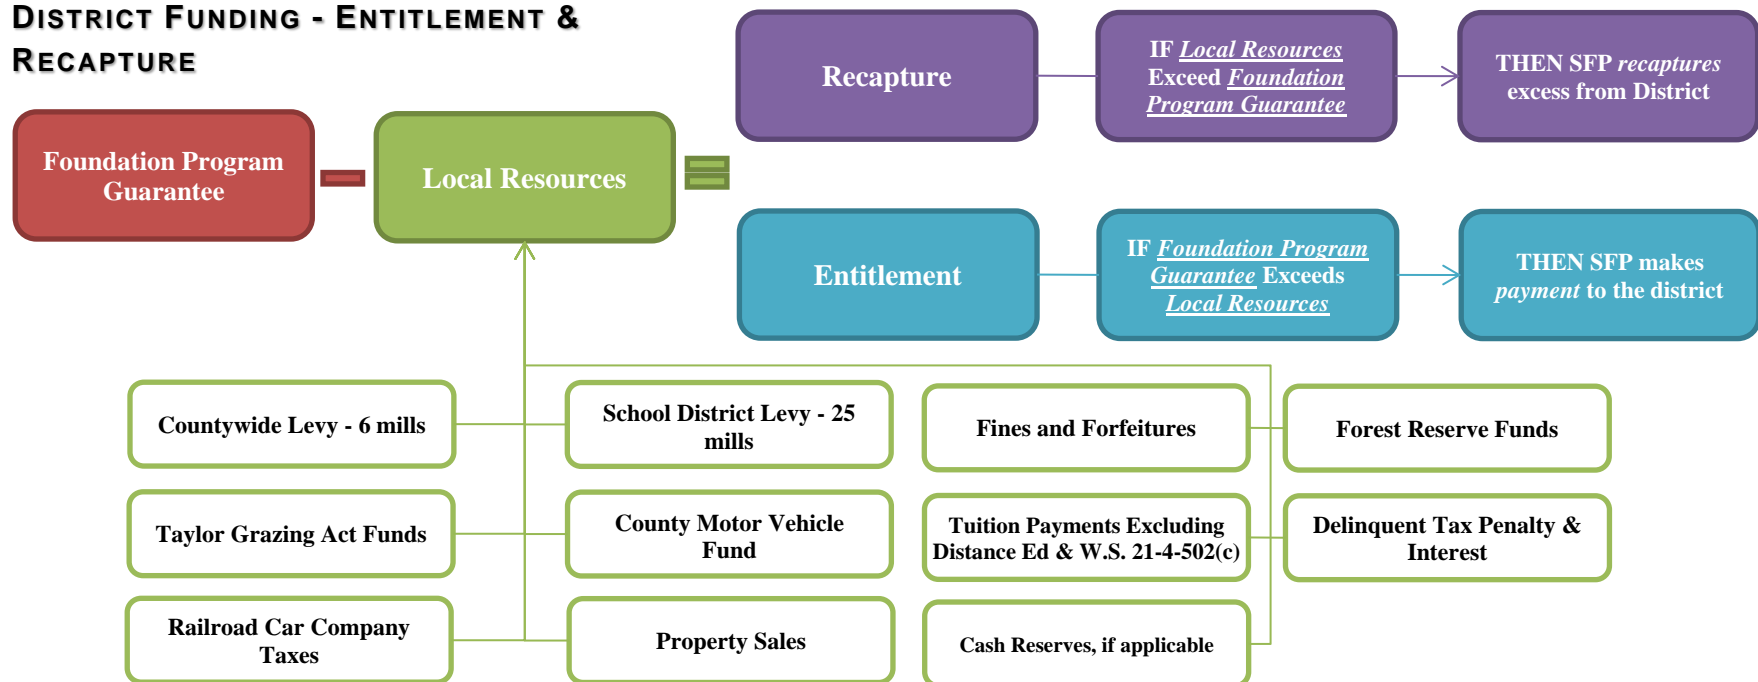 DISTRICT FUNDING - ENTITLEMENT &
RECAPTURE
Foundation Program
Guarantee
Local Resources
Recapture
IF Local Resources
Exceed Foundation
Program Guarantee
THEN SFP recaptures
excess from District
Entitlement
IF Foundation Program
Guarantee Exceeds
Local Resources
THEN SFP makes
payment to the district
Countywide Levy - 6 mills
School District Levy - 25
mills
Fines and Forfeitures
Forest Reserve Funds
Taylor Grazing Act Funds
County Motor Vehicle
Fund
Tuition Payments Excluding
Distance Ed & W.S. 21-4-502(c)
Delinquent Tax Penalty &
Interest
Railroad Car Company
Taxes
Property Sales
Cash Reserves, if applicable